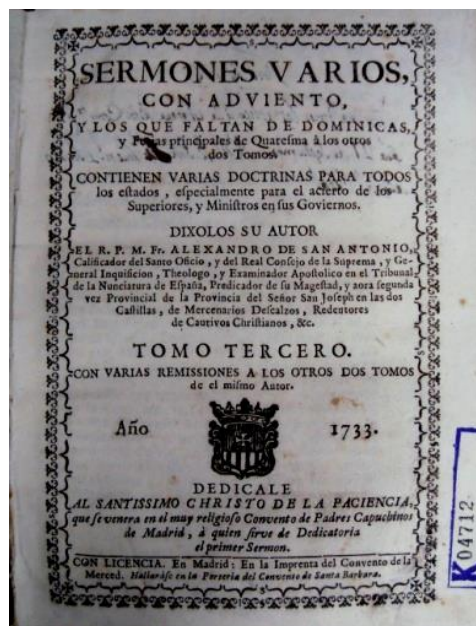 SERMONES VARIOS,
CON ADVIENTO,
Y LOS QUE FALTAN DE DOMINICAS,
y principales de Quaresma à los otros
dos Tomos.
CONTIENEN VARIAS DOCTRINAS PARA TODOS
los estados, especialmente para el acierto de los
Superiores, y Ministros en sus Goviernos.
DIXOLOS SU AUTOR
EL R. P. M. Fr. ALEXANDRO DE SAN ANTONIO,
Calificador del Santo Oficio, y del Real Consejo de la Suprema, y Ge-
neral Inquisicion, Theologo, y Examinador Apostolico en el Tribunal
de la Nunciatura de España, Predicador de su Magestad, y aora segunda
vez Provincial de la Provincia del Señor San Joseph en las dos
Castillas, de Mercenarios Descalzos, Redentores
de Cautivos Christianos, &c.
TOMO TERCERO.
CON VARIAS REMISSIONES A LOS OTROS DOS TOMOS
de el mismo Autor.
Año 1733.
DEDICALE
AL SANTISSIMO CHRISTO DE LA PACIENCIA,
que se venera en el muy religioso Convento de Padres Capuchinos
de Madrid, à quien sirve de Dedicatoria
el primer Sermon.
CON LICENCIA. En Madrid: En la Imprenta del Convento de la
Merced. Hallaràse en la Porteria del Convento de Santa Barbara.
K04712